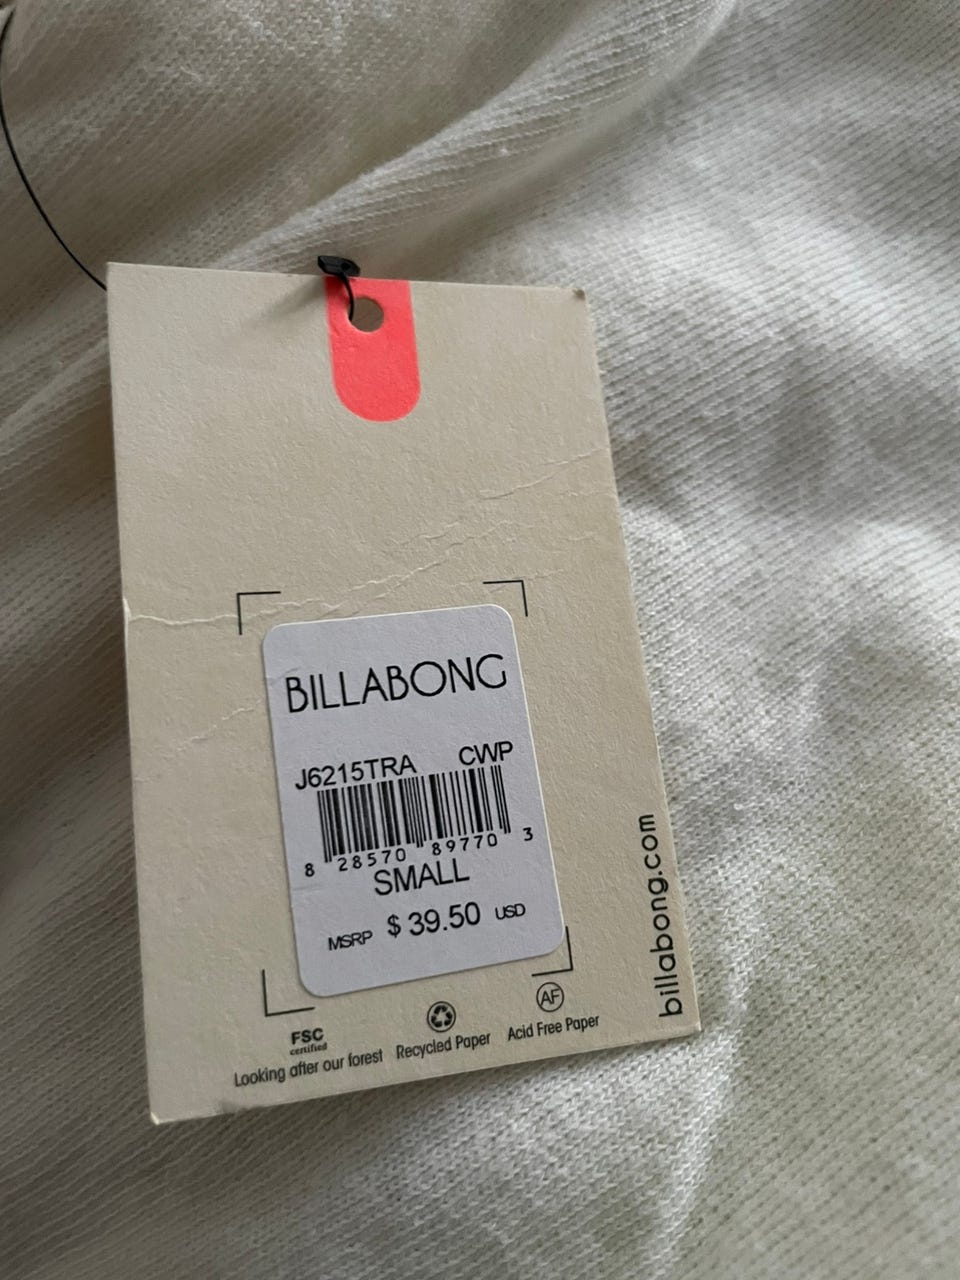 BILLABONG
J6215TRA CWP
8 28570 89770 3
SMALL
MSRP $ 39.50 USD
FSC
certified
Looking after our forest
Recycled Paper
AF
Acid Free Paper
billabong.com